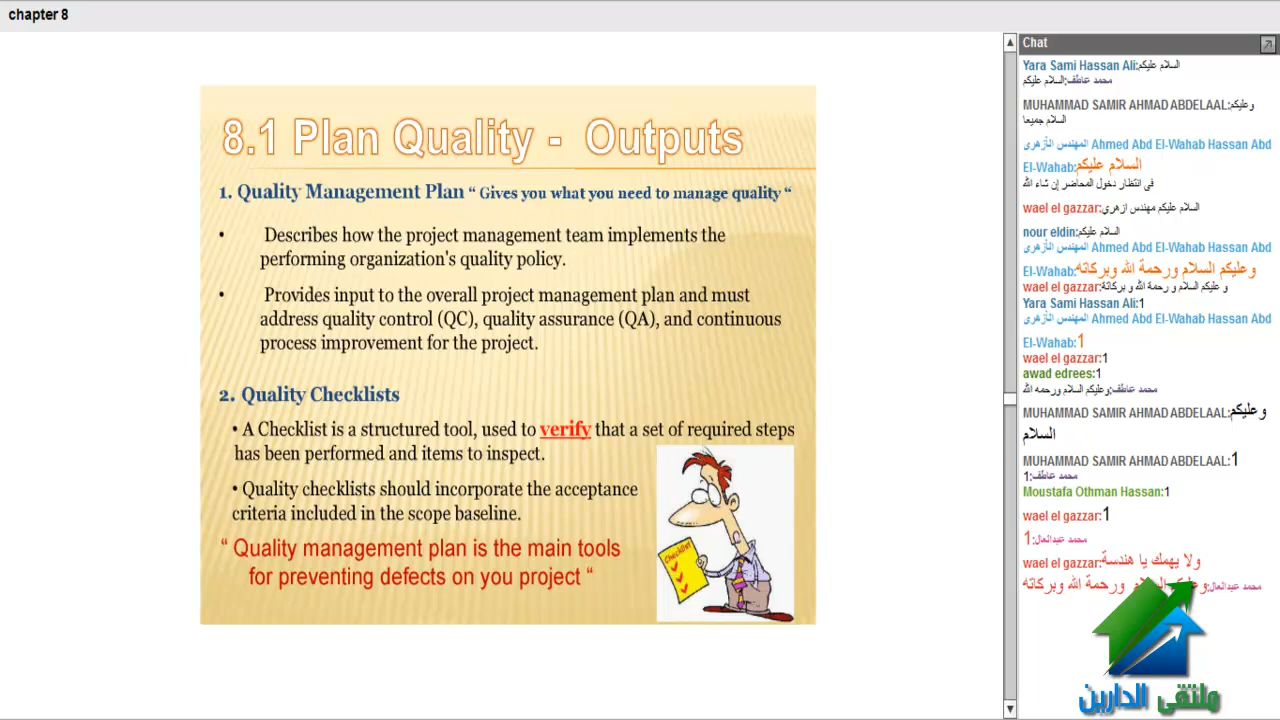 chapter 8
8.1 Plan Quality - Outputs
1. Quality Management Plan “ Gives you what you need to manage quality “
• Describes how the project management team implements the
performing organization's quality policy.
• Provides input to the overall project management plan and must
address quality control (QC), quality assurance (QA), and continuous
process improvement for the project.
2. Quality Checklists
• A Checklist is a structured tool, used to verify that a set of required steps
has been performed and items to inspect.
• Quality checklists should incorporate the acceptance
criteria included in the scope baseline.
“ Quality management plan is the main tools
for preventing defects on you project “
Checklist
Chat
Yara Sami Hassan Ali:السلام عليكم
محمد عاطف:السلام عليكم
MUHAMMAD SAMIR AHMAD ABDELAAL:وعليكم
السلام جميعا
المهندس الأزهرى Ahmed Abd El-Wahab Hassan Abd
El-Wahab:السلام عليكم
فى انتظار دخول المحاضر إن شاء الله
wael el gazzar:السلام عليكم مهندس ازهري
nour eldin:السلام عليكم
المهندس الأزهرى Ahmed Abd El-Wahab Hassan Abd
El-Wahab:وعليكم السلام ورحمة الله وبركاته
wael el gazzar:و عليكم السلام و رحمة الله و بركاتة
Yara Sami Hassan Ali:1
المهندس الأزهرى Ahmed Abd El-Wahab Hassan Abd
El-Wahab:1
wael el gazzar:1
awad edrees:1
محمد عاطف:وعليكم السلام ورحمه الله
MUHAMMAD SAMIR AHMAD ABDELAAL:وعليكم
السلام
MUHAMMAD SAMIR AHMAD ABDELAAL:1
محمد عاطف:1
Moustafa Othman Hassan:1
wael el gazzar:1
محمد عبدالعال:1
wael el gazzar:ولا يهمك يا هندسة
محمد عبدالعال:وعليكم السلام ورحمة الله وبركاته
ملتقى الدارين